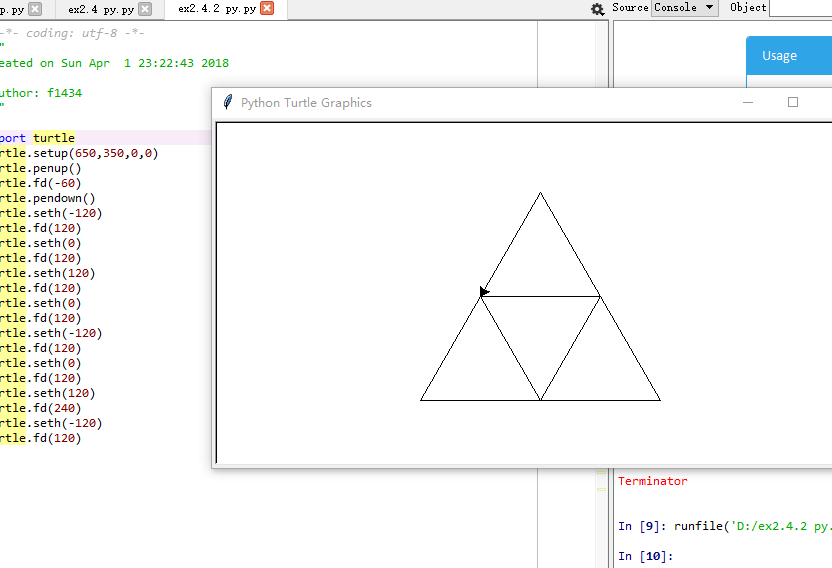 p.py ex2.4 py.py ex2.4.2 py.py Source Console Object
-*- coding: utf-8 -*-
"
eated on Sun Apr  1 23:22:43 2018
uthor: f1434
"
port turtle
rtle.setup(650,350,0,0)
rtle.penup()
rtle.fd(-60)
rtle.pendown()
rtle.seth(-120)
rtle.fd(120)
rtle.seth(0)
rtle.fd(120)
rtle.seth(120)
rtle.fd(120)
rtle.seth(0)
rtle.fd(120)
rtle.seth(-120)
rtle.fd(120)
rtle.seth(0)
rtle.fd(120)
rtle.seth(120)
rtle.fd(240)
rtle.seth(-120)
rtle.fd(120)
Usage
Python Turtle Graphics
Terminator
In [9]: runfile('D:/ex2.4.2 py.
In [10]: